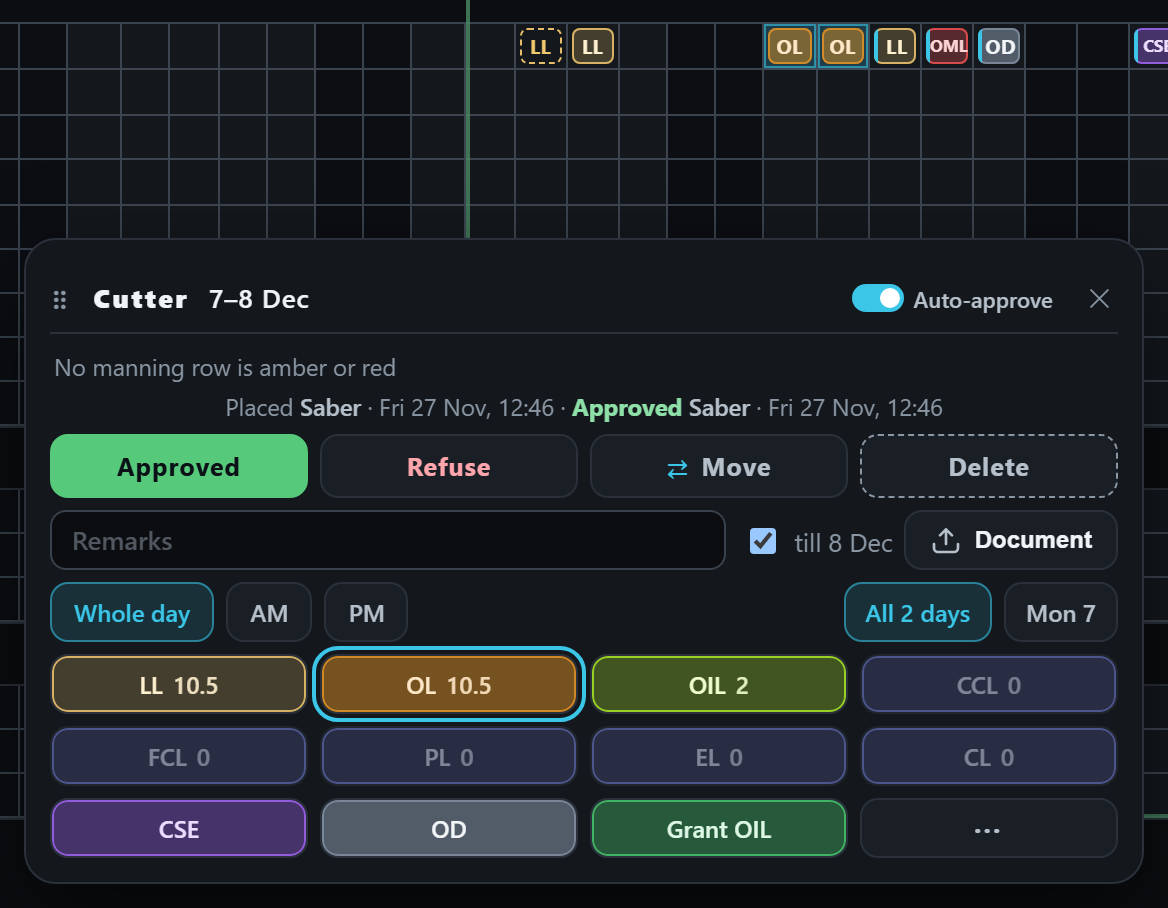 LL LL OL OL LL OML OD CSE
Cutter 7–8 Dec Auto-approve
No manning row is amber or red
Placed Saber · Fri 27 Nov, 12:46 · Approved Saber · Fri 27 Nov, 12:46
Approved Refuse Move Delete
Remarks till 8 Dec Document
Whole day AM PM All 2 days Mon 7
LL 10.5 OL 10.5 OIL 2 CCL 0
FCL 0 PL 0 EL 0 CL 0
CSE OD Grant OIL ...